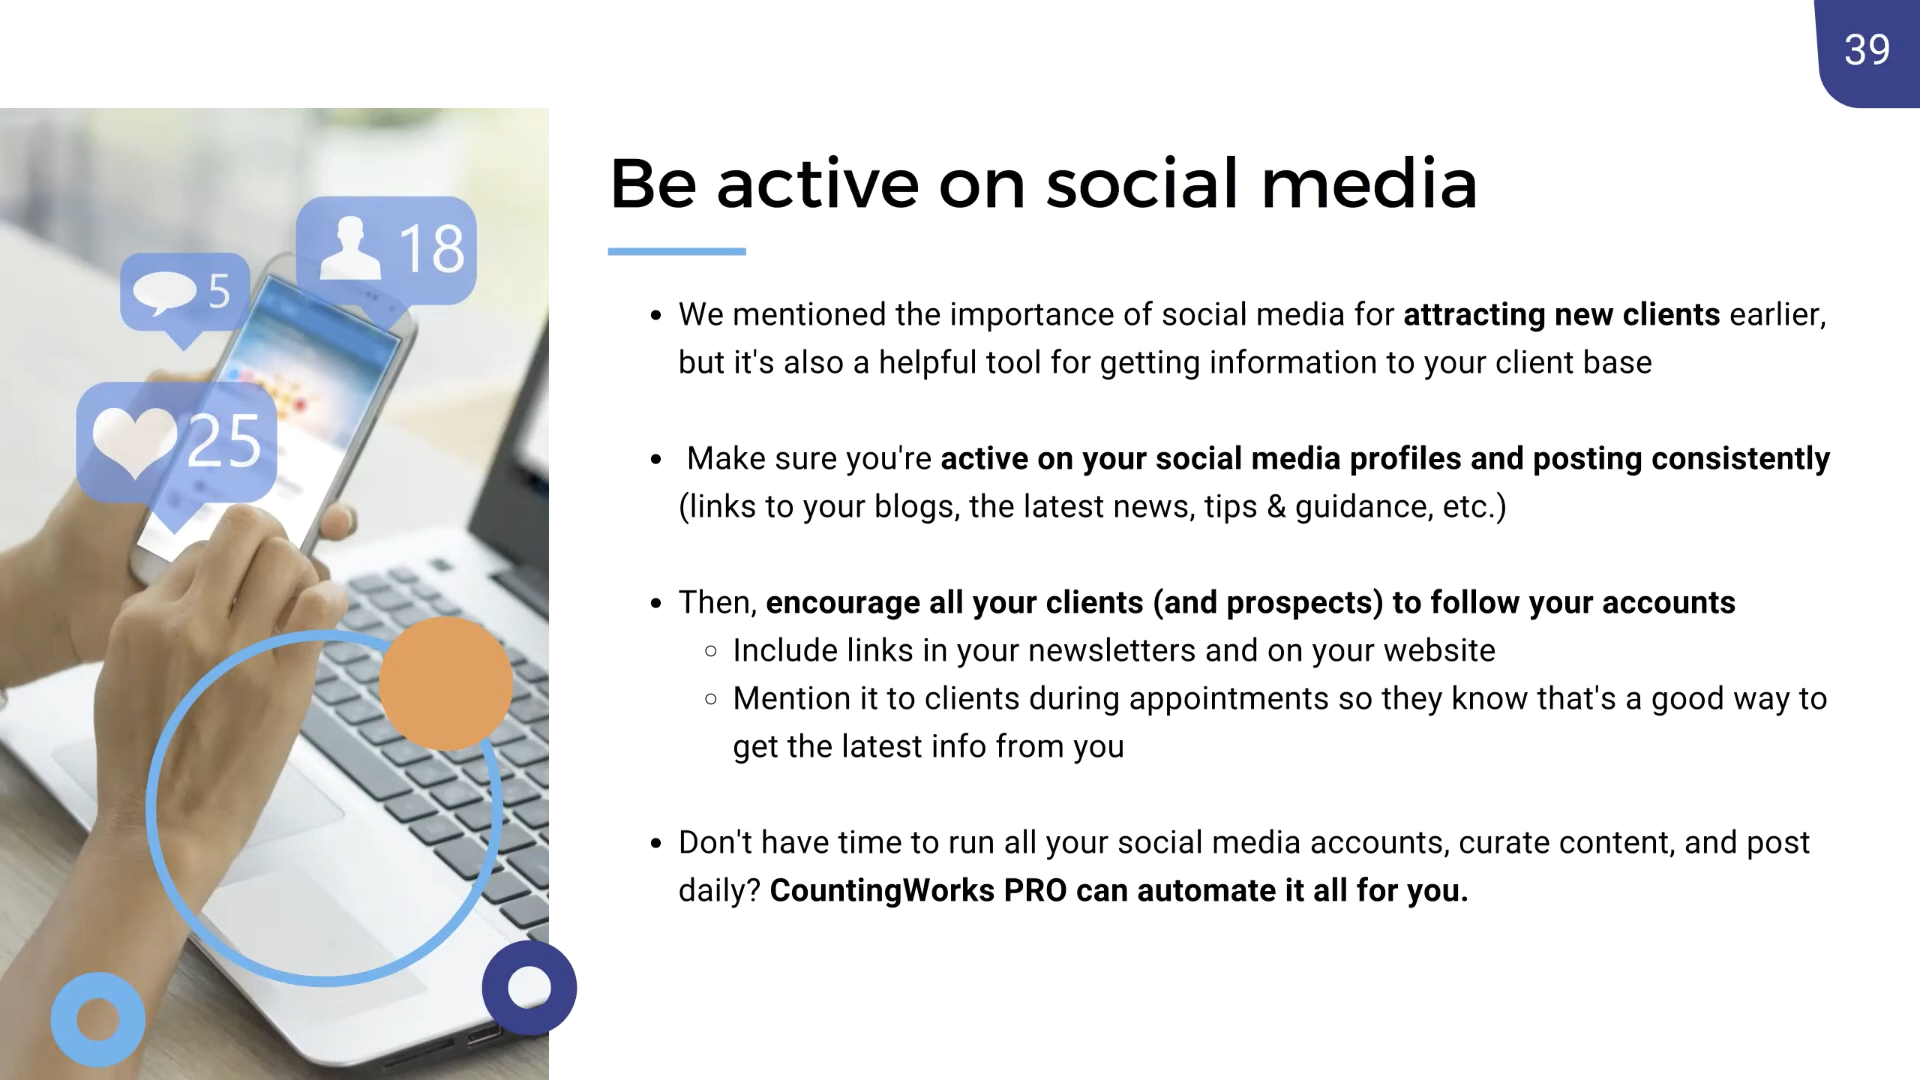 39
Be active on social media
18
5
25
• We mentioned the importance of social media for attracting new clients earlier,
but it's also a helpful tool for getting information to your client base
• Make sure you're active on your social media profiles and posting consistently
(links to your blogs, the latest news, tips & guidance, etc.)
• Then, encourage all your clients (and prospects) to follow your accounts
○ Include links in your newsletters and on your website
○ Mention it to clients during appointments so they know that's a good way to
get the latest info from you
• Don't have time to run all your social media accounts, curate content, and post
daily? CountingWorks PRO can automate it all for you.